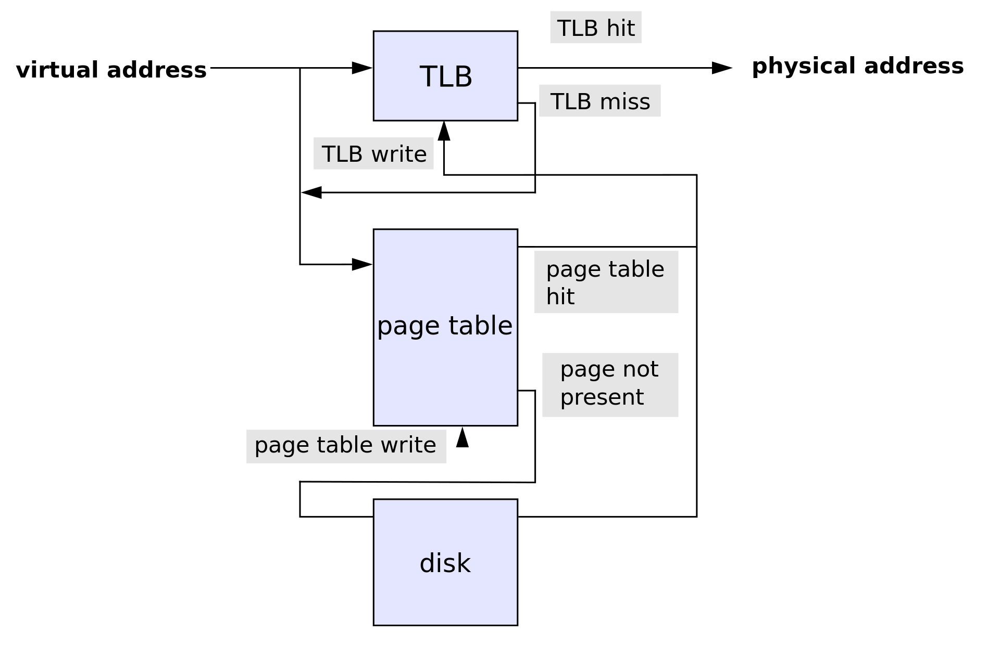 TLB hit
virtual address
TLB
physical address
TLB miss
TLB write
page table
hit
page table
page not
present
page table write
disk